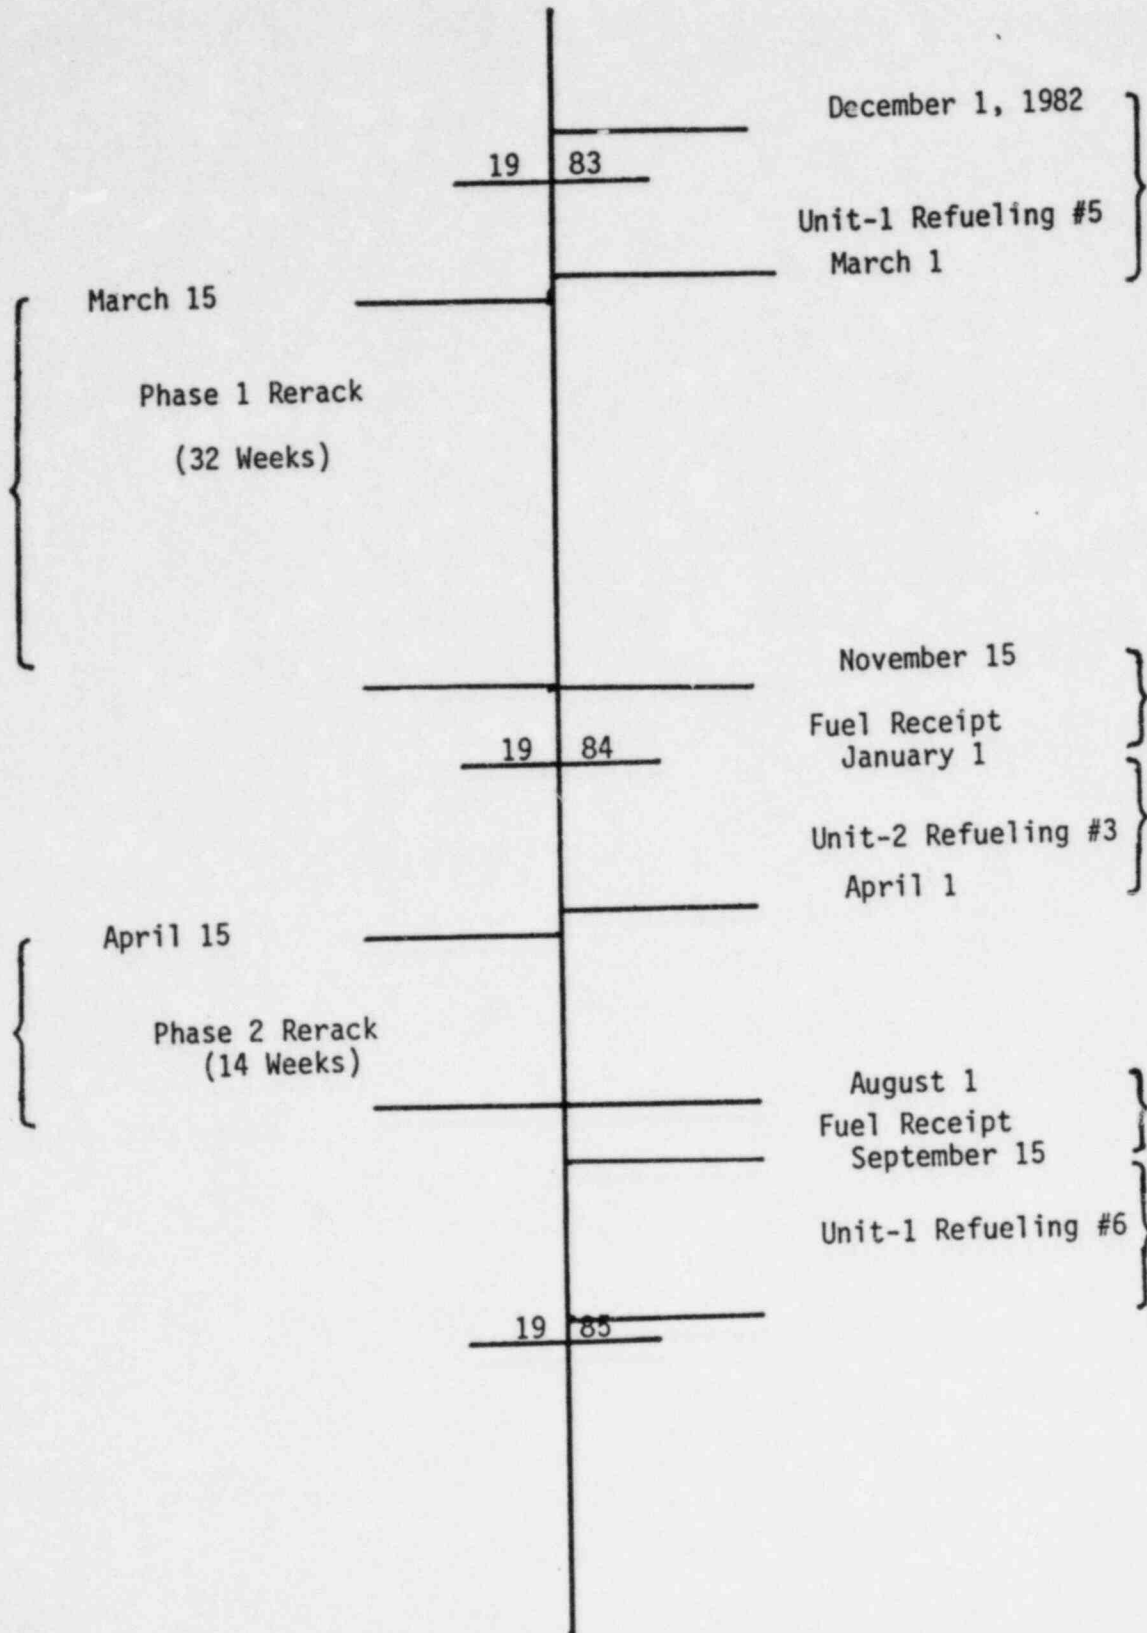 December 1, 1982
19 83
Unit-1 Refueling #5
March 1
March 15
Phase 1 Rerack
(32 Weeks)
November 15
Fuel Receipt
19 84
January 1
Unit-2 Refueling #3
April 1
April 15
Phase 2 Rerack
(14 Weeks)
August 1
Fuel Receipt
September 15
Unit-1 Refueling #6
19 85